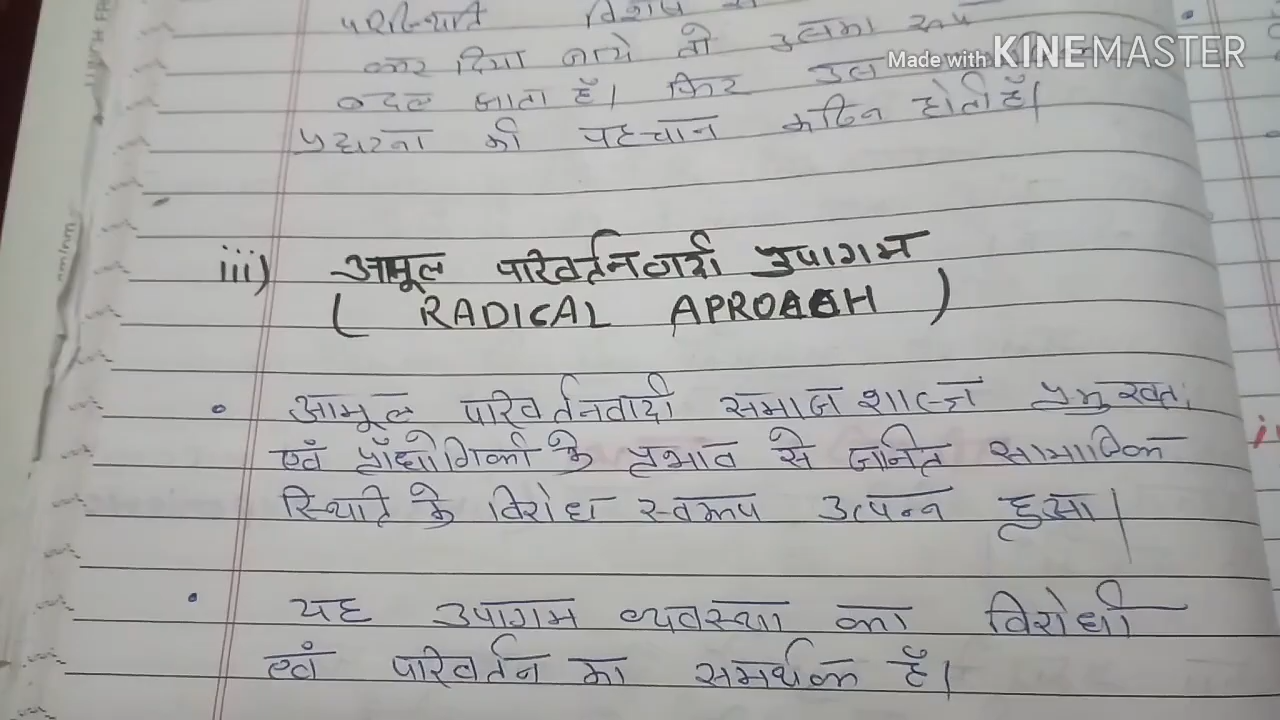 परिस्थिति विशेष से
कर दिया जाये तो उसका रूप
Made with KINEMASTER
बदल जाता है। फिर उस
प्रघटना की पहचान कठिन होती है।
iii) आमूल परिवर्तनवादी उपागम
( RADICAL APROACH )
• आमूल परिवर्तनवादी समाजशास्त्र प्रमुखतः
एवं प्रौद्योगिकी के प्रभाव से जनित सामाजिक
स्थिति के विरोध स्वरूप उत्पन्न हुआ।
• यह उपागम व्यवस्था का विरोधी
एवं परिवर्तन का समर्थक है।